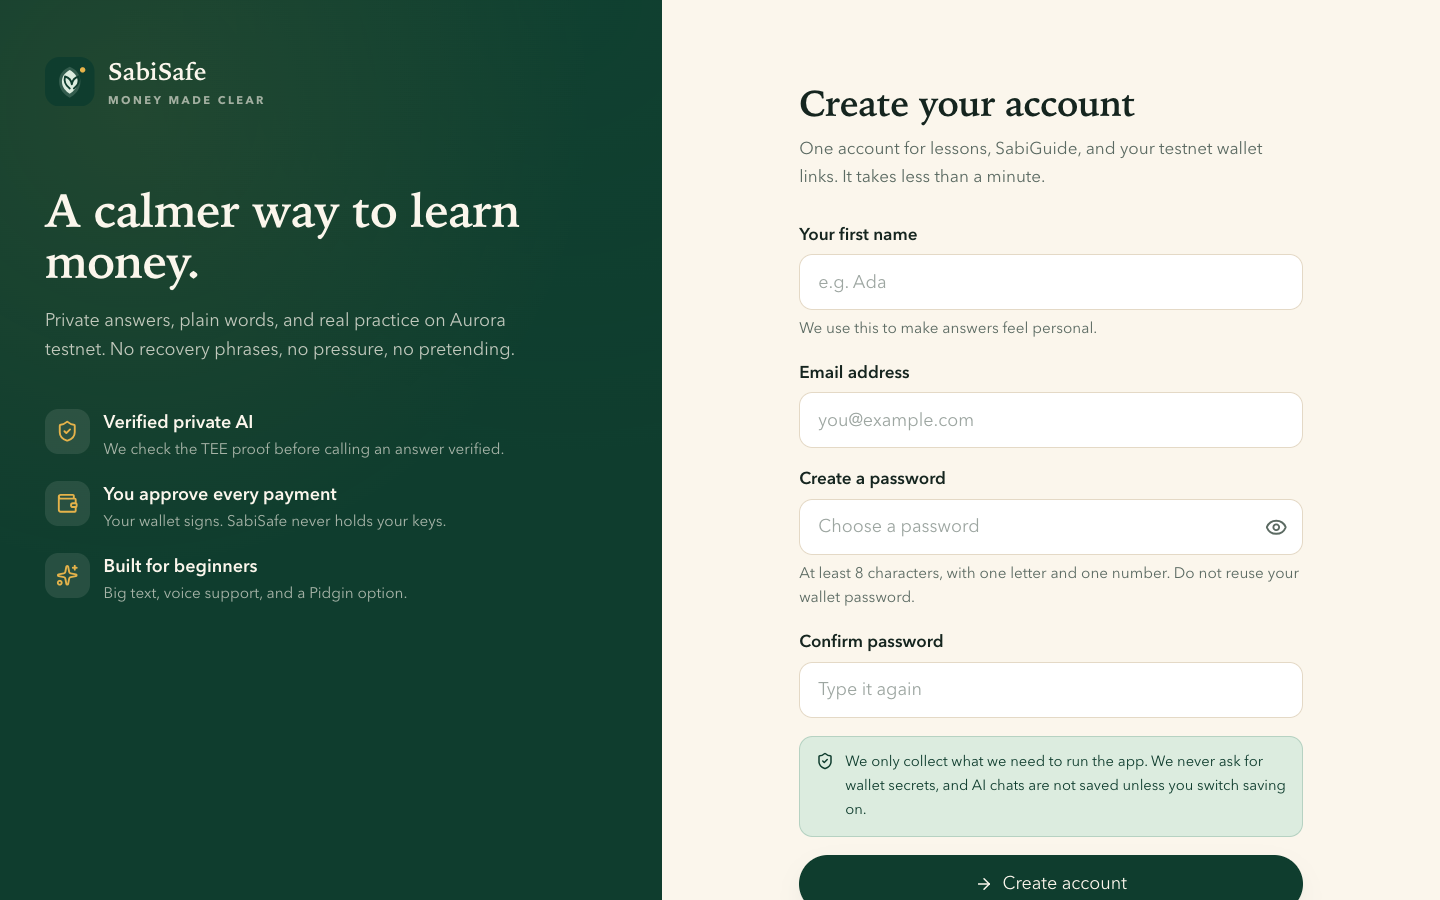 SabiSafe
MONEY MADE CLEAR
A calmer way to learn
money.
Private answers, plain words, and real practice on Aurora
testnet. No recovery phrases, no pressure, no pretending.
Verified private AI
We check the TEE proof before calling an answer verified.
You approve every payment
Your wallet signs. SabiSafe never holds your keys.
Built for beginners
Big text, voice support, and a Pidgin option.
Create your account
One account for lessons, SabiGuide, and your testnet wallet
links. It takes less than a minute.
Your first name
e.g. Ada
We use this to make answers feel personal.
Email address
you@example.com
Create a password
Choose a password
At least 8 characters, with one letter and one number. Do not reuse your
wallet password.
Confirm password
Type it again
We only collect what we need to run the app. We never ask for
wallet secrets, and AI chats are not saved unless you switch saving
on.
Create account